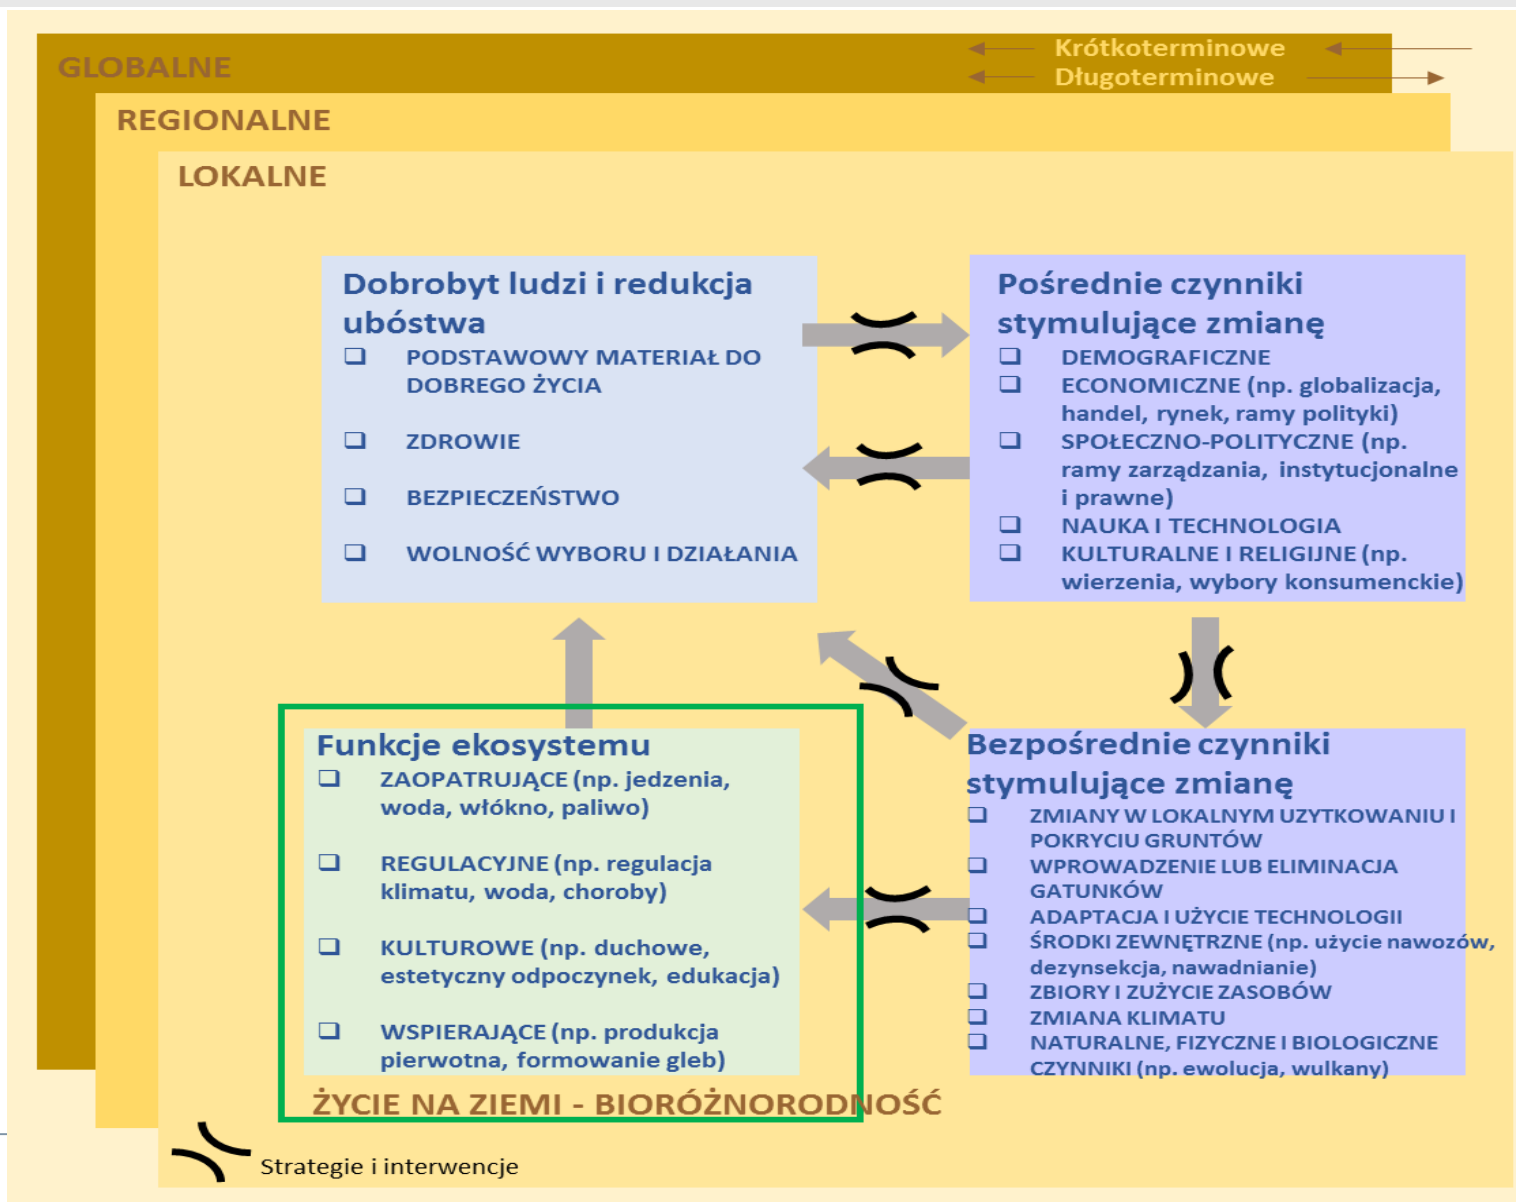 GLOBALNE
Krótkoterminowe
Długoterminowe
REGIONALNE
LOKALNE
Dobrobyt ludzi i redukcja
ubóstwa
PODSTAWOWY MATERIAŁ DO
DOBREGO ŻYCIA
ZDROWIE
BEZPIECZEŃSTWO
WOLNOŚĆ WYBORU I DZIAŁANIA
Pośrednie czynniki
stymulujące zmianę
DEMOGRAFICZNE
ECONOMICZNE (np. globalizacja,
handel, rynek, ramy polityki)
SPOŁECZNO-POLITYCZNE (np.
ramy zarządzania, instytucjonalne
i prawne)
NAUKA I TECHNOLOGIA
KULTURALNE I RELIGIJNE (np.
wierzenia, wybory konsumenckie)
Funkcje ekosystemu
ZAOPATRUJĄCE (np. jedzenia,
woda, włókno, paliwo)
REGULACYJNE (np. regulacja
klimatu, woda, choroby)
KULTUROWE (np. duchowe,
estetyczny odpoczynek, edukacja)
WSPIERAJĄCE (np. produkcja
pierwotna, formowanie gleb)
ŻYCIE NA ZIEMI - BIORÓŻNORODNOŚĆ
Bezpośrednie czynniki
stymulujące zmianę
ZMIANY W LOKALNYM UZYTKOWANIU I
POKRYCIU GRUNTÓW
WPROWADZENIE LUB ELIMINACJA
GATUNKÓW
ADAPTACJA I UŻYCIE TECHNOLOGII
ŚRODKI ZEWNĘTRZNE (np. użycie nawozów,
dezynsekcja, nawadnianie)
ZBIORY I ZUŻYCIE ZASOBÓW
ZMIANA KLIMATU
NATURALNE, FIZYCZNE I BIOLOGICZNE
CZYNNIKI (np. ewolucja, wulkany)
Strategie i interwencje